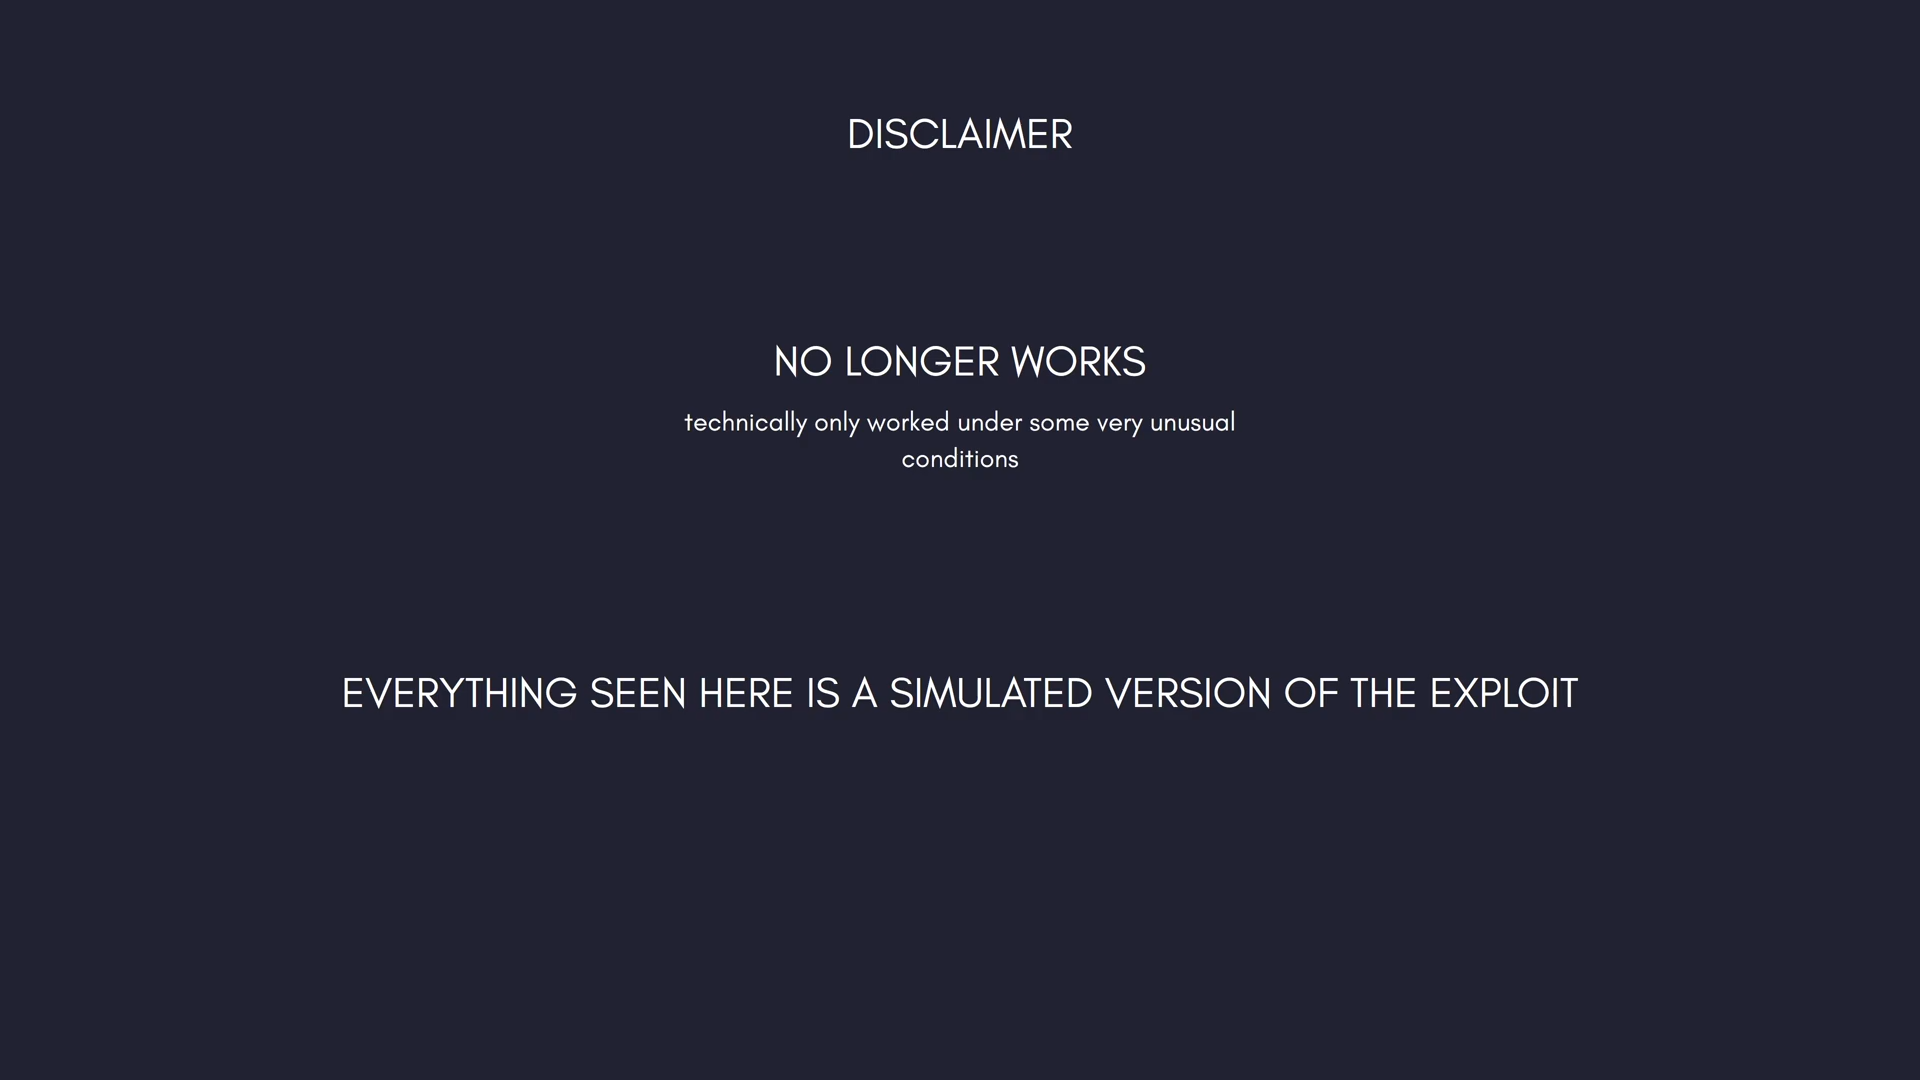 DISCLAIMER
NO LONGER WORKS
technically only worked under some very unusual
conditions
EVERYTHING SEEN HERE IS A SIMULATED VERSION OF THE EXPLOIT